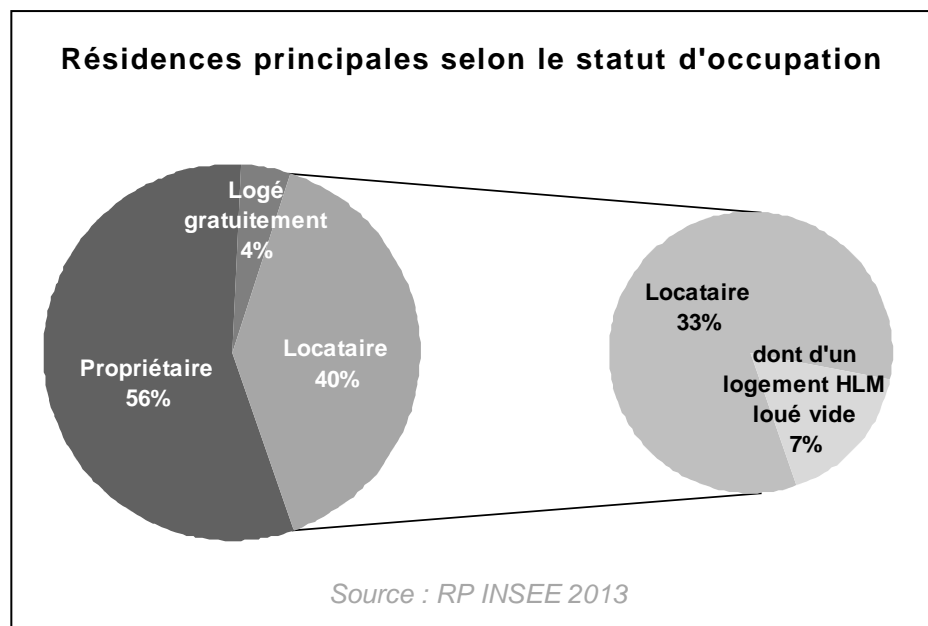 Résidences principales selon le statut d'occupation
Logé
gratuitement
4%
Propriétaire
56%
Locataire
40%
Locataire
33%
dont d'un
logement HLM
loué vide
7%
Source : RP INSEE 2013